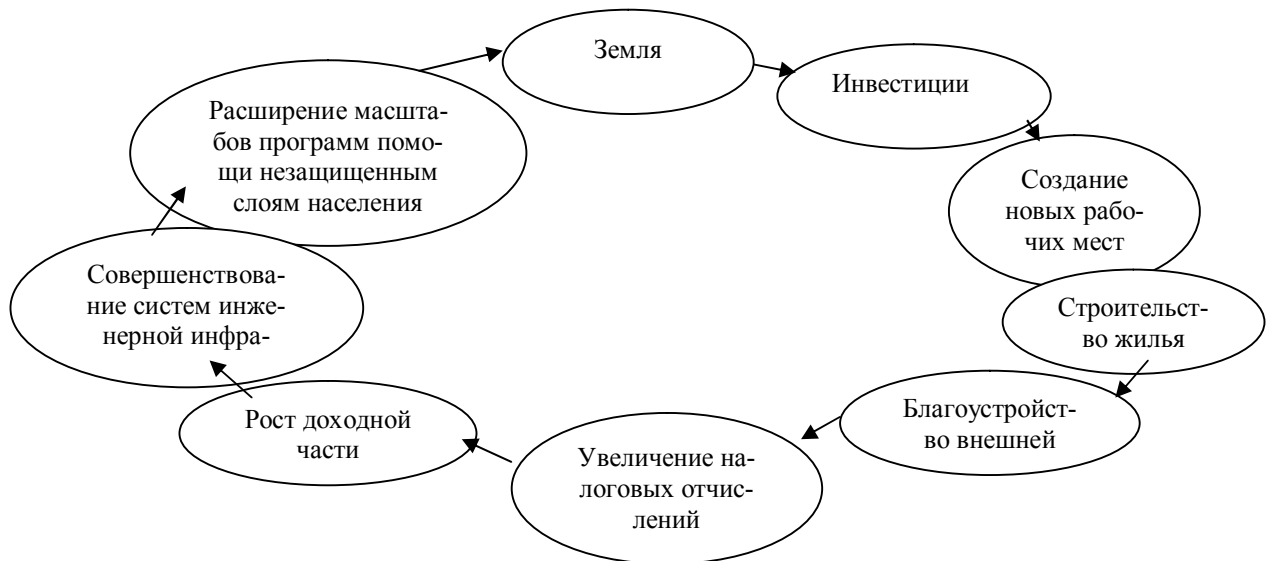 Земля
Инвестиции
Создание
новых рабо-
чих мест
Строительст-
во жилья
Благоустройст-
во внешней
Увеличение на-
логовых отчис-
лений
Рост доходной
части
Совершенствова-
ние систем инже-
нерной инфра-
Расширение масшта-
бов программ помо-
щи незащищенным
слоям населения